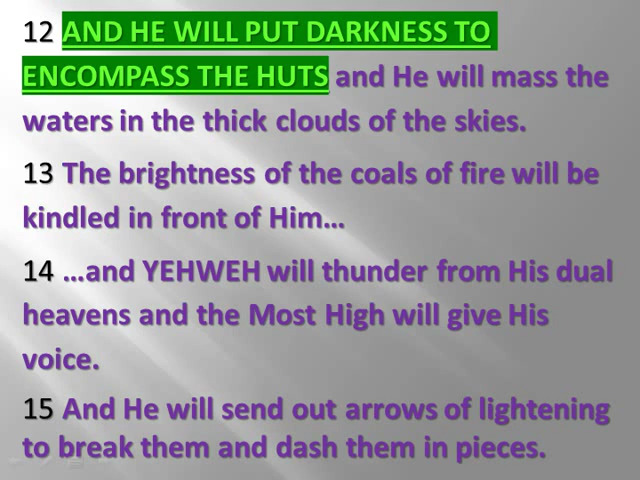 12 AND HE WILL PUT DARKNESS TO
ENCOMPASS THE HUTS and He will mass the
waters in the thick clouds of the skies.
13 The brightness of the coals of fire will be
kindled in front of Him…
14 …and YEHWEH will thunder from His dual
heavens and the Most High will give His
voice.
15 And He will send out arrows of lightening
to break them and dash them in pieces.